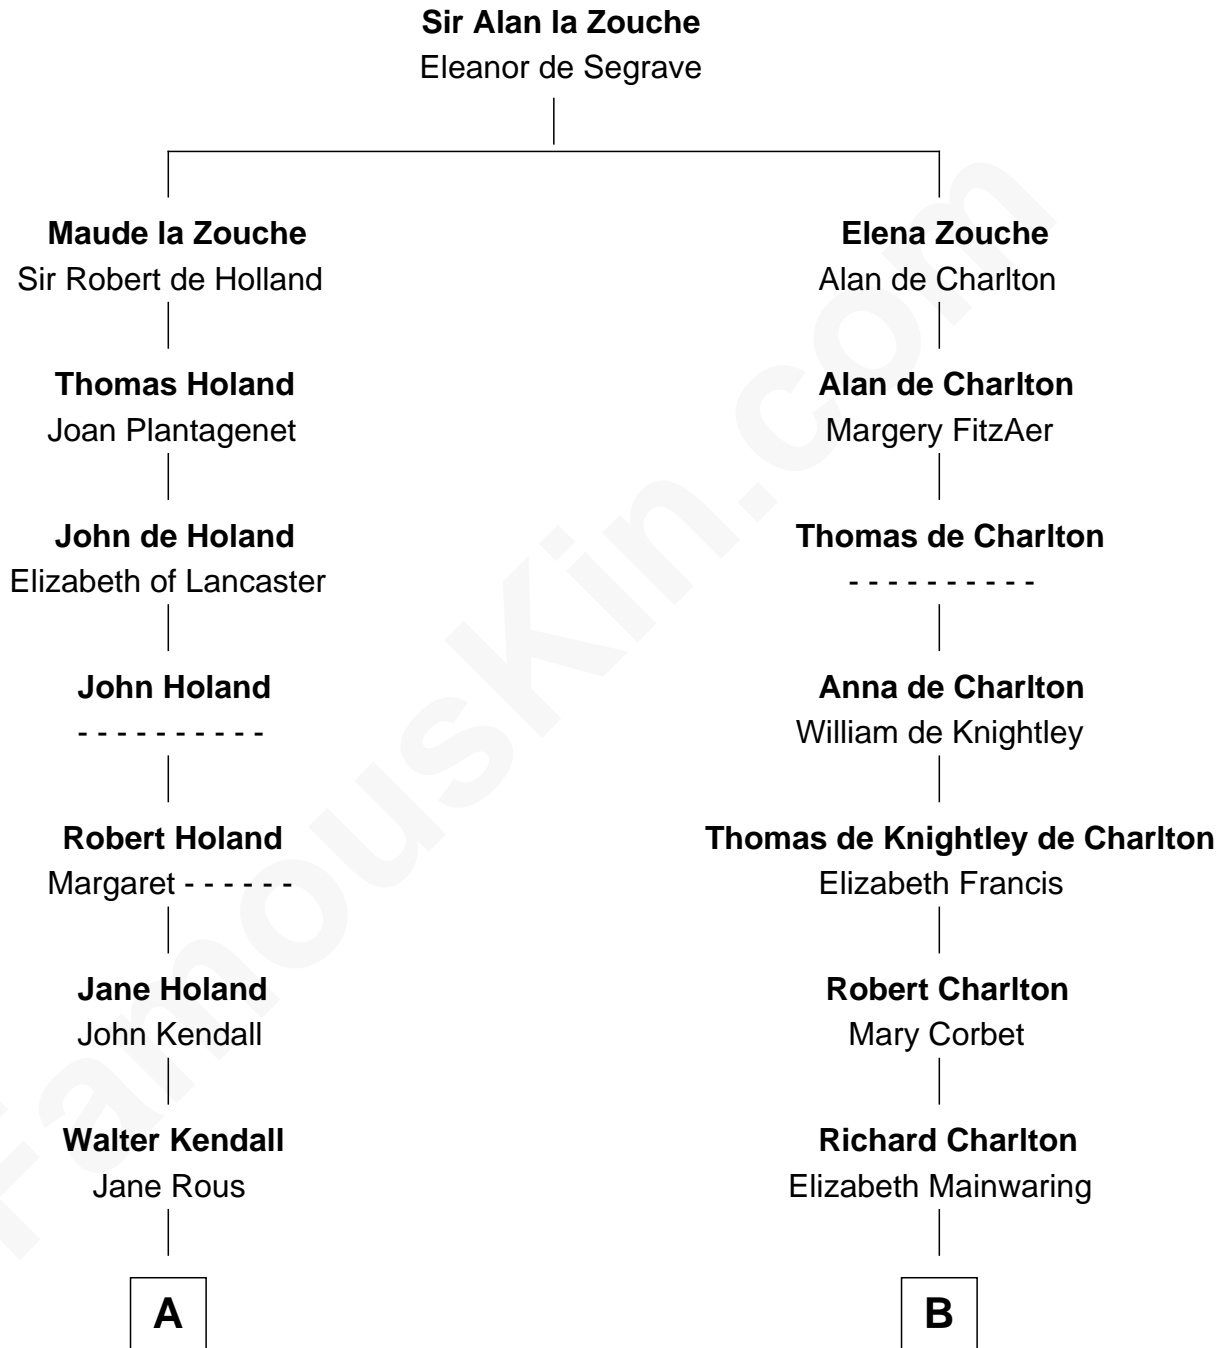 Sir Alan la Zouche
Eleanor de Segrave
Maude la Zouche
Sir Robert de Holland
Elena Zouche
Alan de Charlton
Thomas Holand
Joan Plantagenet
Alan de Charlton
Margery FitzAer
John de Holand
Elizabeth of Lancaster
Thomas de Charlton
- - - - - - - - - -
John Holand
- - - - - - - - - -
Anna de Charlton
William de Knightley
Robert Holand
Margaret - - - - - -
Thomas de Knightley de Charlton
Elizabeth Francis
Jane Holand
John Kendall
Robert Charlton
Mary Corbet
Walter Kendall
Jane Rous
Richard Charlton
Elizabeth Mainwaring
A
B
FamousKin.com